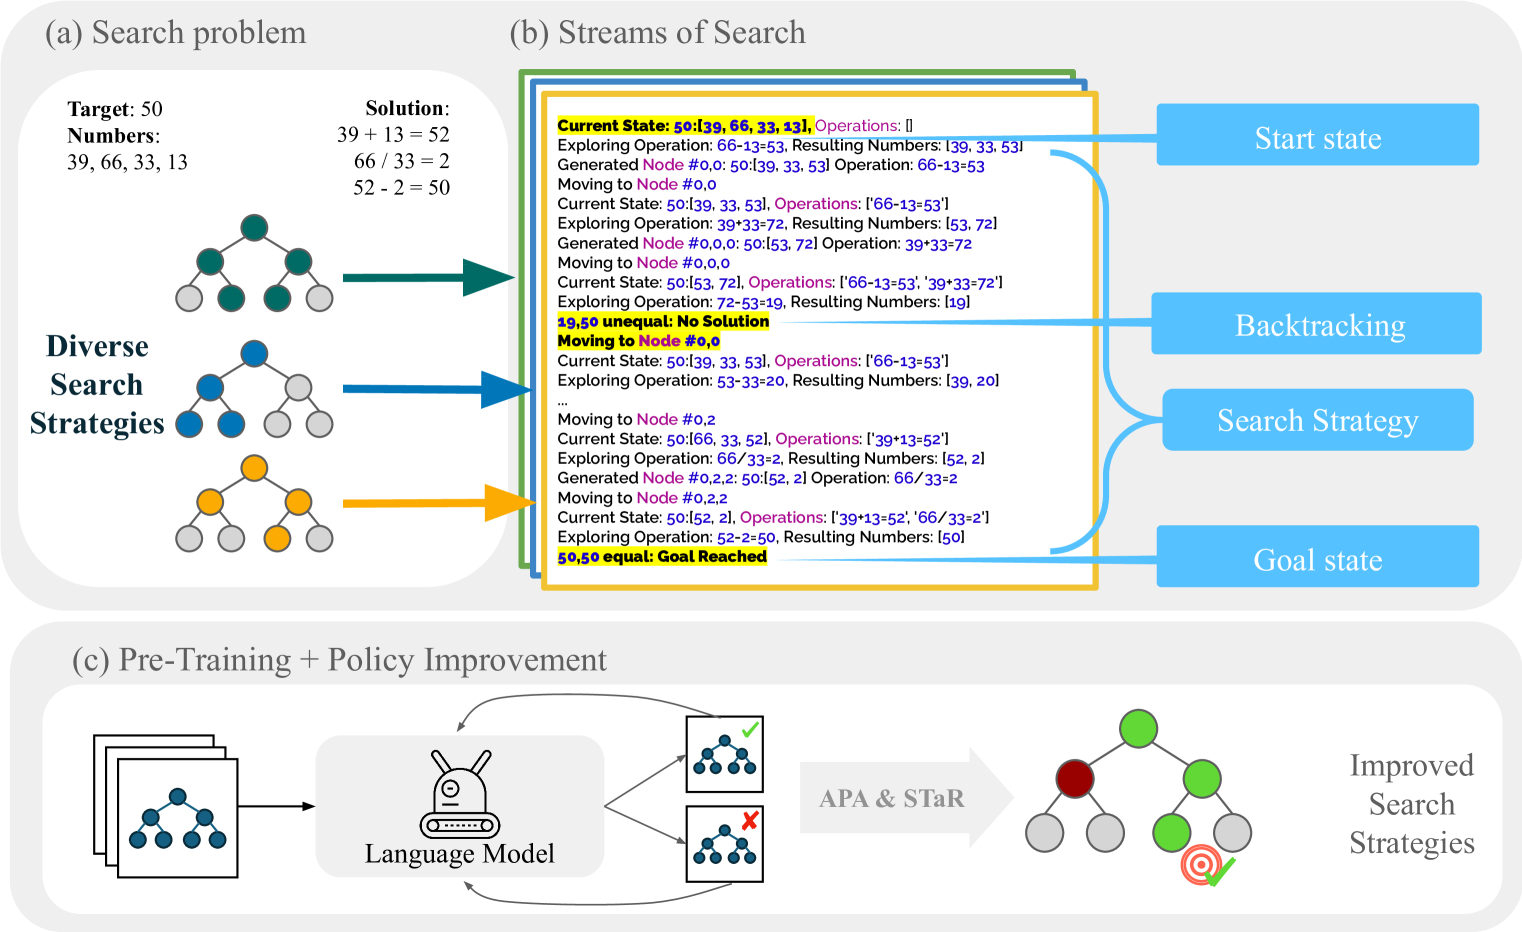 (a) Search problem
Target: 50
Numbers:
39, 66, 33, 13
Solution:
39 + 13 = 52
66 / 33 = 2
52 - 2 = 50
Diverse
Search
Strategies
(b) Streams of Search
Current State: 50:[39, 66, 33, 13], Operations: []
Exploring Operation: 66-13=53, Resulting Numbers: [39, 33, 53]
Generated Node #0,0: 50:[39, 33, 53] Operation: 66-13=53
Moving to Node #0,0
Current State: 50:[39, 33, 53], Operations: ['66-13=53']
Exploring Operation: 39+33=72, Resulting Numbers: [53, 72]
Generated Node #0,0,0: 50:[53, 72] Operation: 39+33=72
Moving to Node #0,0,0
Current State: 50:[53, 72], Operations: ['66-13=53', '39+33=72']
Exploring Operation: 72-53=19, Resulting Numbers: [19]
19,50 unequal: No Solution
Moving to Node #0,0
Current State: 50:[39, 33, 53], Operations: ['66-13=53']
Exploring Operation: 53-33=20, Resulting Numbers: [39, 20]
...
Moving to Node #0,2
Current State: 50:[66, 33, 52], Operations: ['39+13=52']
Exploring Operation: 66/33=2, Resulting Numbers: [52, 2]
Generated Node #0,2,2: 50:[52, 2] Operation: 66/33=2
Moving to Node #0,2,2
Current State: 50:[52, 2], Operations: ['39+13=52', '66/33=2']
Exploring Operation: 52-2=50, Resulting Numbers: [50]
50,50 equal: Goal Reached
Start state
Backtracking
Search Strategy
Goal state
(c) Pre-Training + Policy Improvement
Language Model
APA & STaR
Improved
Search
Strategies